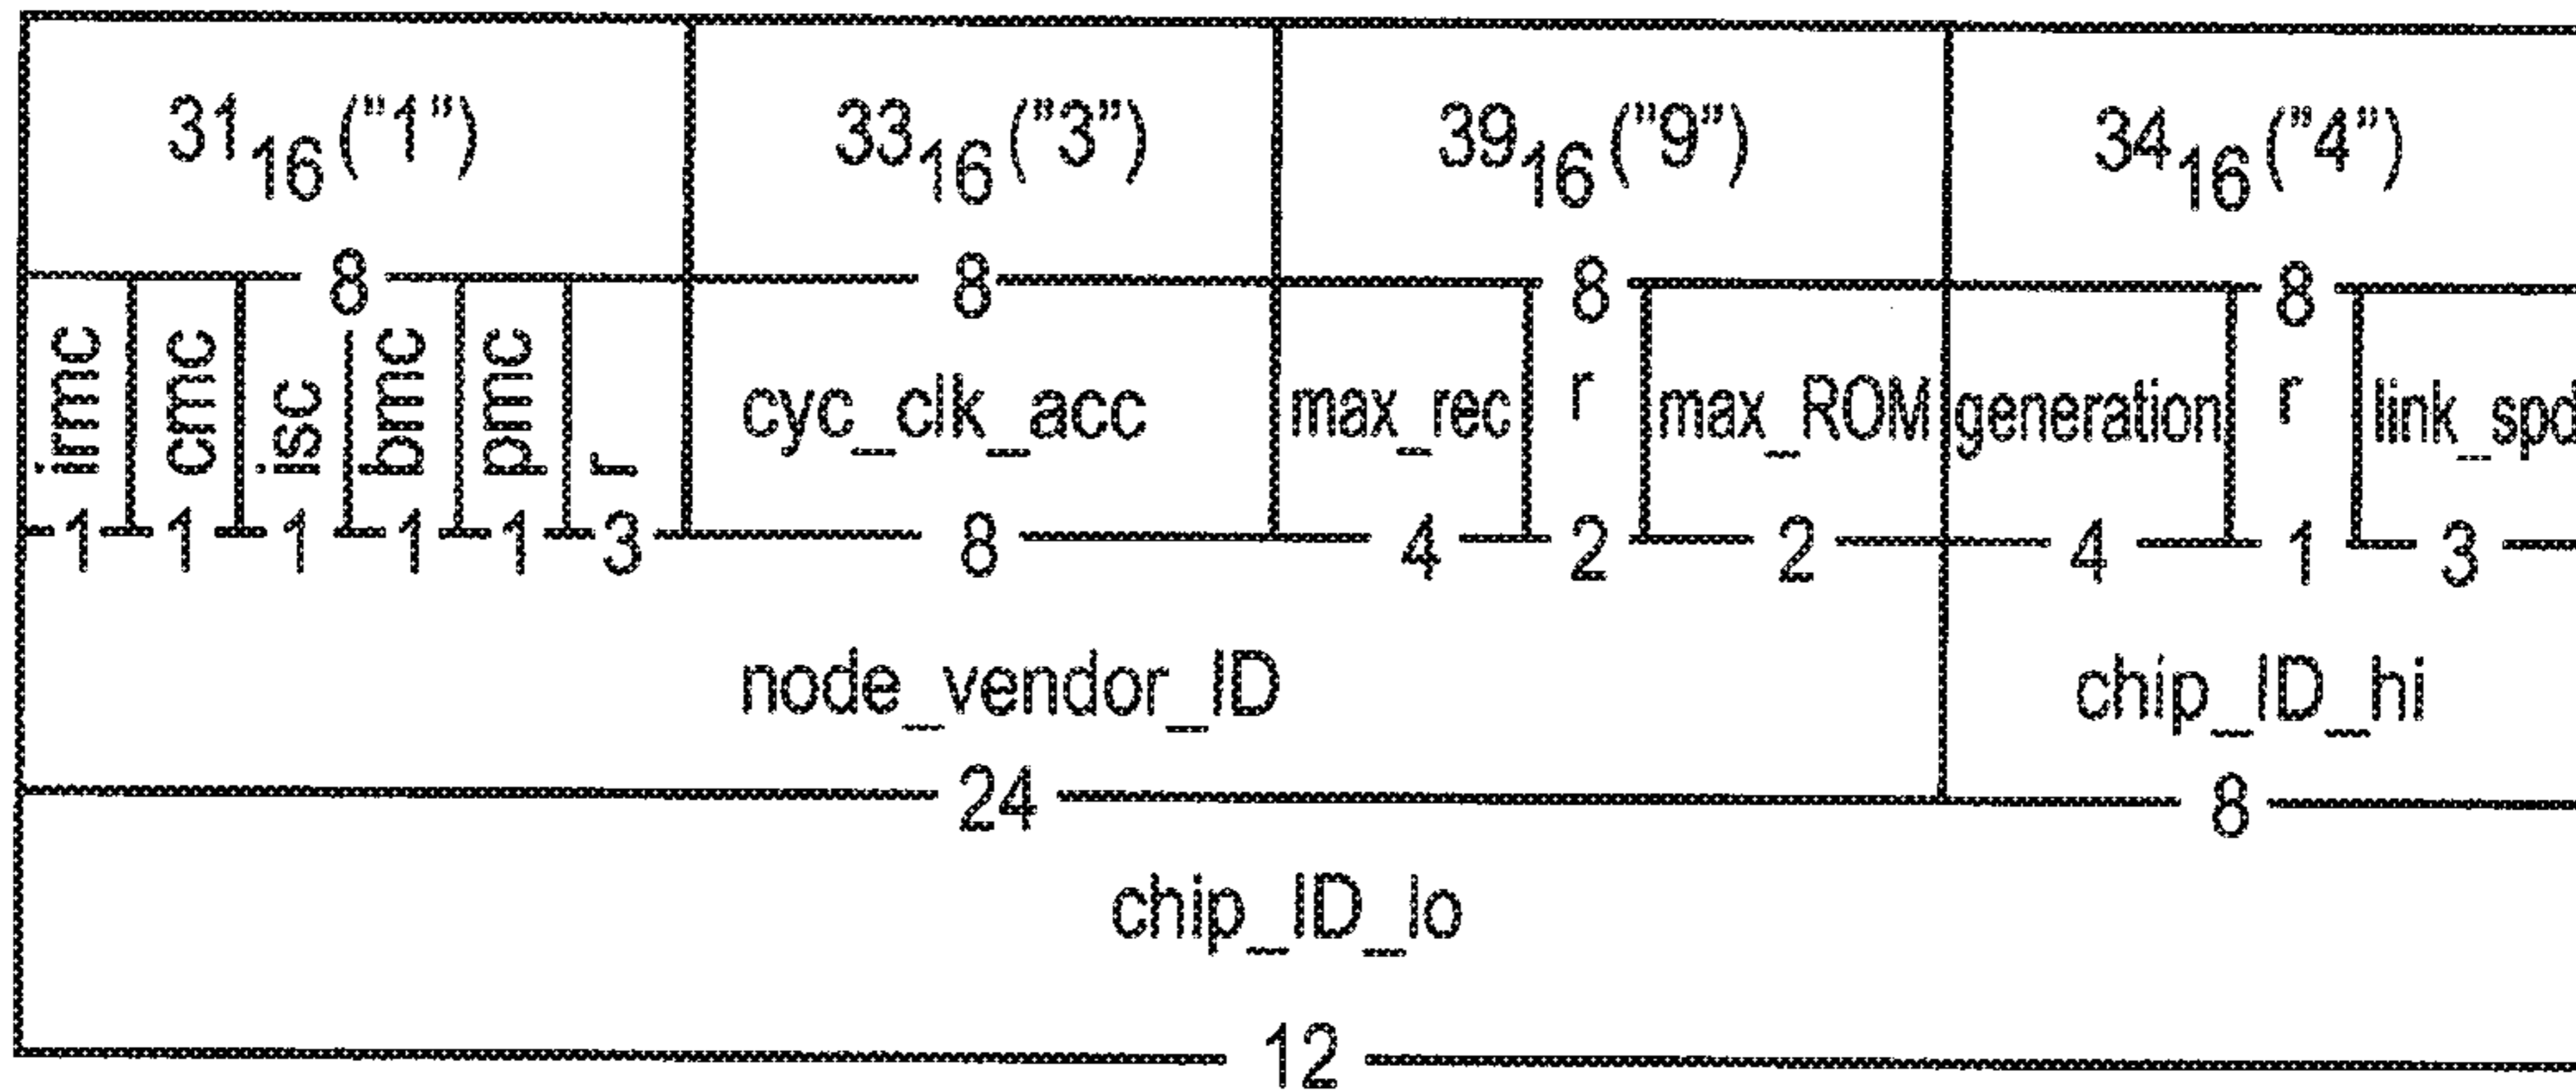 31₁₆("1") 33₁₆("3") 39₁₆("9") 34₁₆("4")
8 8 8 8
irmc cmc isc bmc pmc r cyc_clk_acc max_rec r max_ROM generation r link_spd
1 1 1 1 1 3 8 4 2 2 4 1 3
node_vendor_ID chip_ID_hi
24 8
chip_ID_lo
12